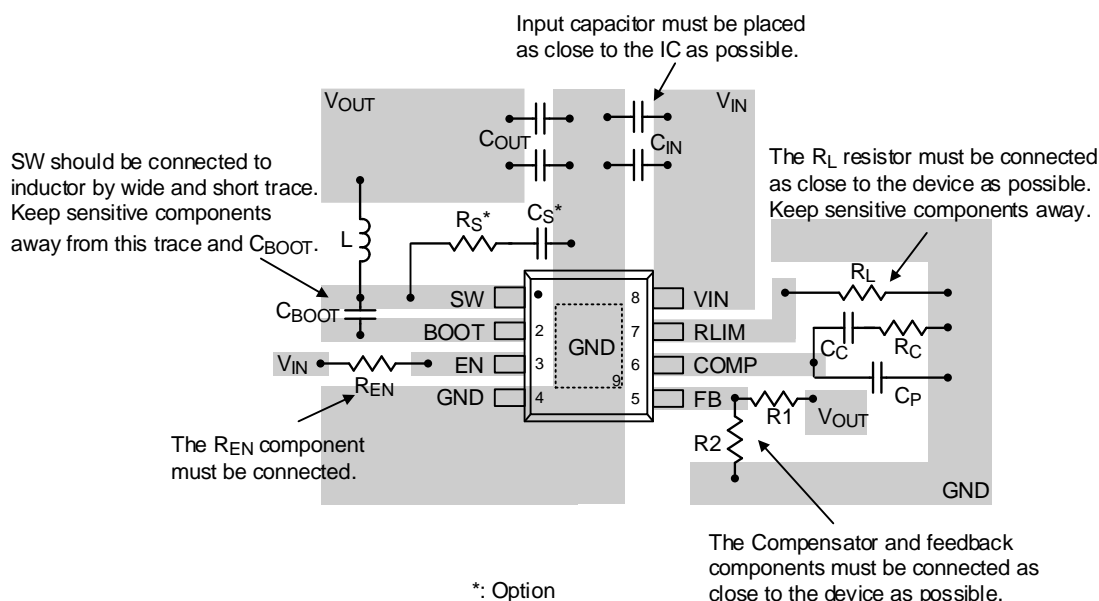 Input capacitor must be placed
as close to the IC as possible.
VOUT
VIN
COUT
CIN
SW should be connected to
inductor by wide and short trace.
Keep sensitive components
away from this trace and CBOOT.
The RL resistor must be connected
as close to the device as possible.
Keep sensitive components away.
RS*
CS*
L
RL
SW
8
VIN
CBOOT
BOOT
2
7
RLIM
CC
RC
GND
VIN
EN
3
6
COMP
REN
9
CP
GND
4
5
FB
R1
VOUT
R2
The REN component
must be connected.
GND
The Compensator and feedback
components must be connected as
close to the device as possible.
*: Option